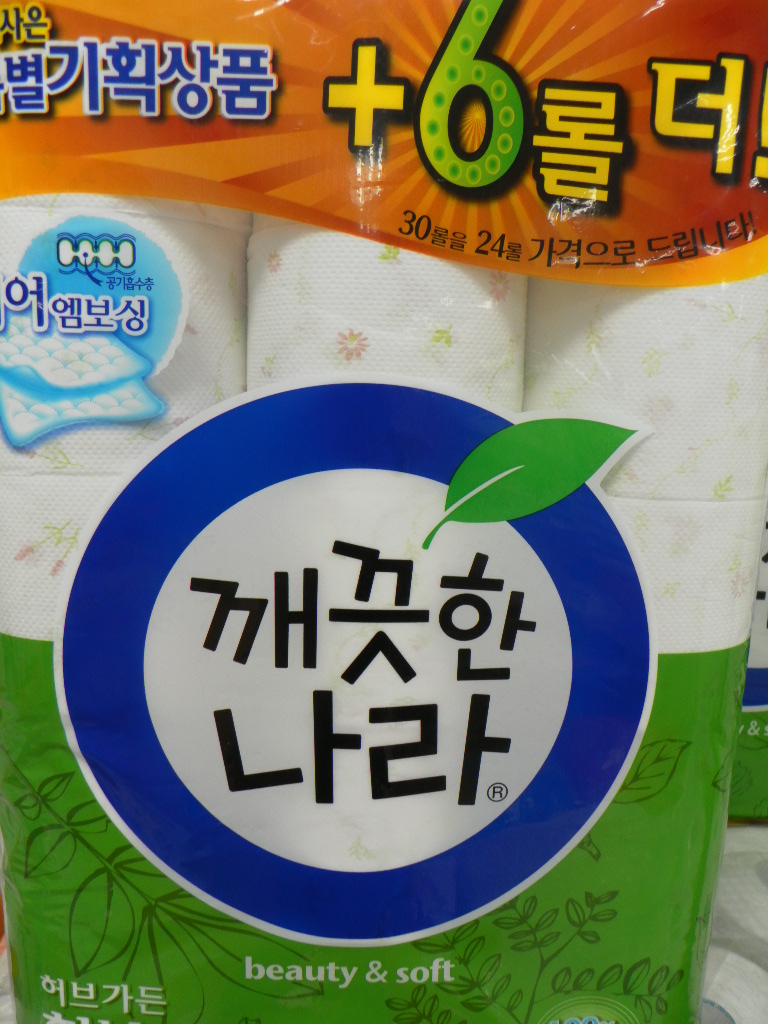 기획상품
+6롤 더!
30롤을 24롤 가격으로 드립니다!
공기흡수층
엠보싱
깨끗한
나라
®
beauty & soft
허브가든